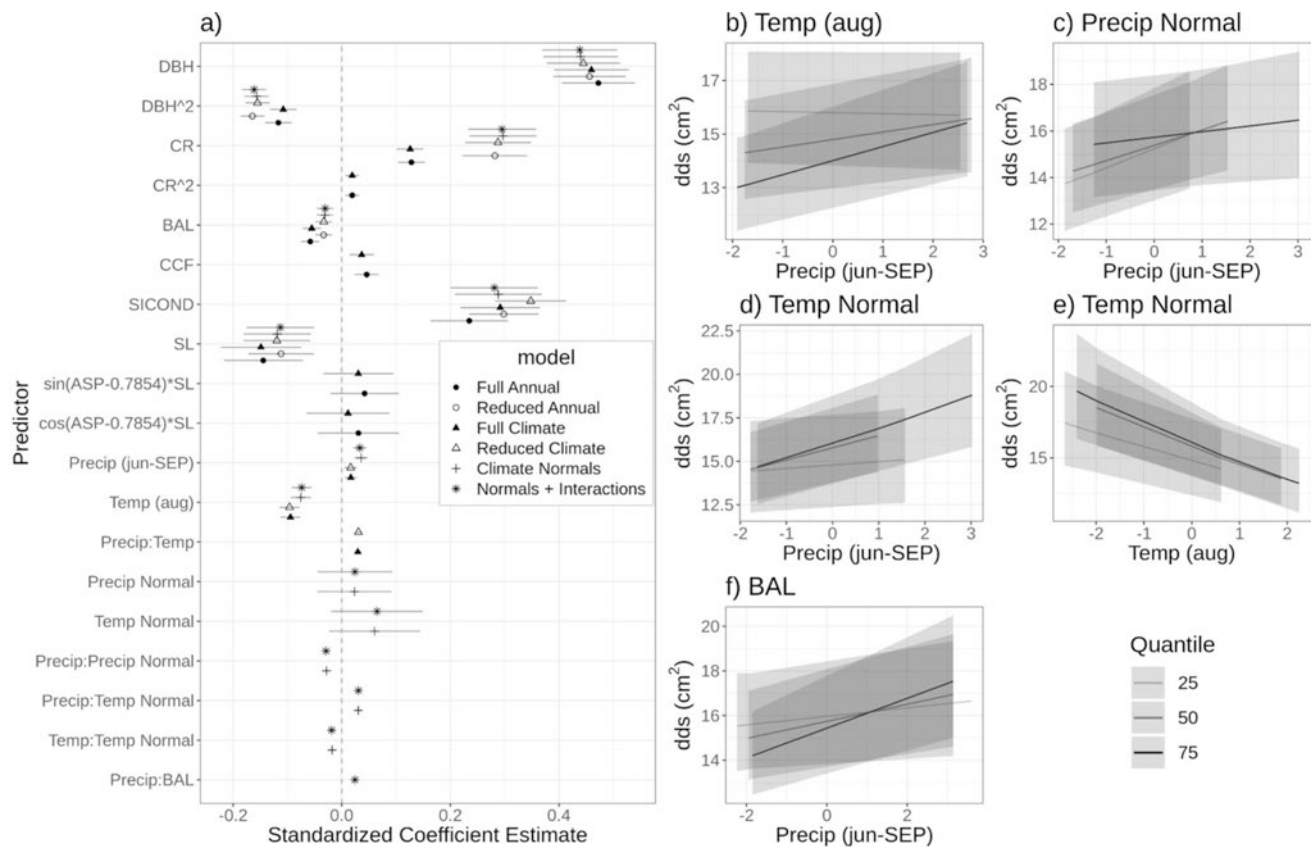 a)
Predictor
DBH
DBH^2
CR
CR^2
BAL
CCF
SICOND
SL
sin(ASP-0.7854)*SL
cos(ASP-0.7854)*SL
Precip (jun-SEP)
Temp (aug)
Precip:Temp
Precip Normal
Temp Normal
Precip:Precip Normal
Precip:Temp Normal
Temp:Temp Normal
Precip:BAL
-0.2 0.0 0.2 0.4
Standardized Coefficient Estimate
model
Full Annual
Reduced Annual
Full Climate
Reduced Climate
Climate Normals
Normals + Interactions
b) Temp (aug)
dds (cm²)
17
15
13
-2 -1 0 1 2 3
Precip (jun-SEP)
c) Precip Normal
dds (cm²)
18
16
14
12
-2 -1 0 1 2 3
Precip (jun-SEP)
d) Temp Normal
dds (cm²)
22.5
20.0
17.5
15.0
12.5
-2 -1 0 1 2 3
Precip (jun-SEP)
e) Temp Normal
dds (cm²)
20
15
-2 -1 0 1 2
Temp (aug)
f) BAL
dds (cm²)
20
18
16
14
-2 0 2
Precip (jun-SEP)
Quantile
25
50
75